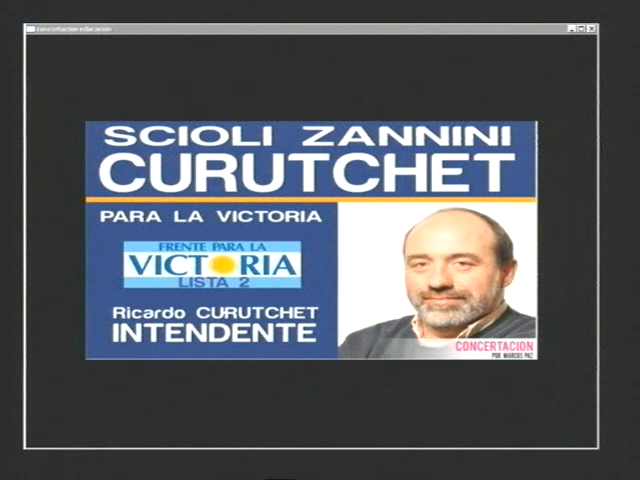 concertacion educación
SCIOLI ZANNINI
CURUTCHET
PARA LA VICTORIA
FRENTE PARA LA
VICTORIA
LISTA 2
Ricardo CURUTCHET
INTENDENTE
CONCERTACION
POR MARCOS PAZ